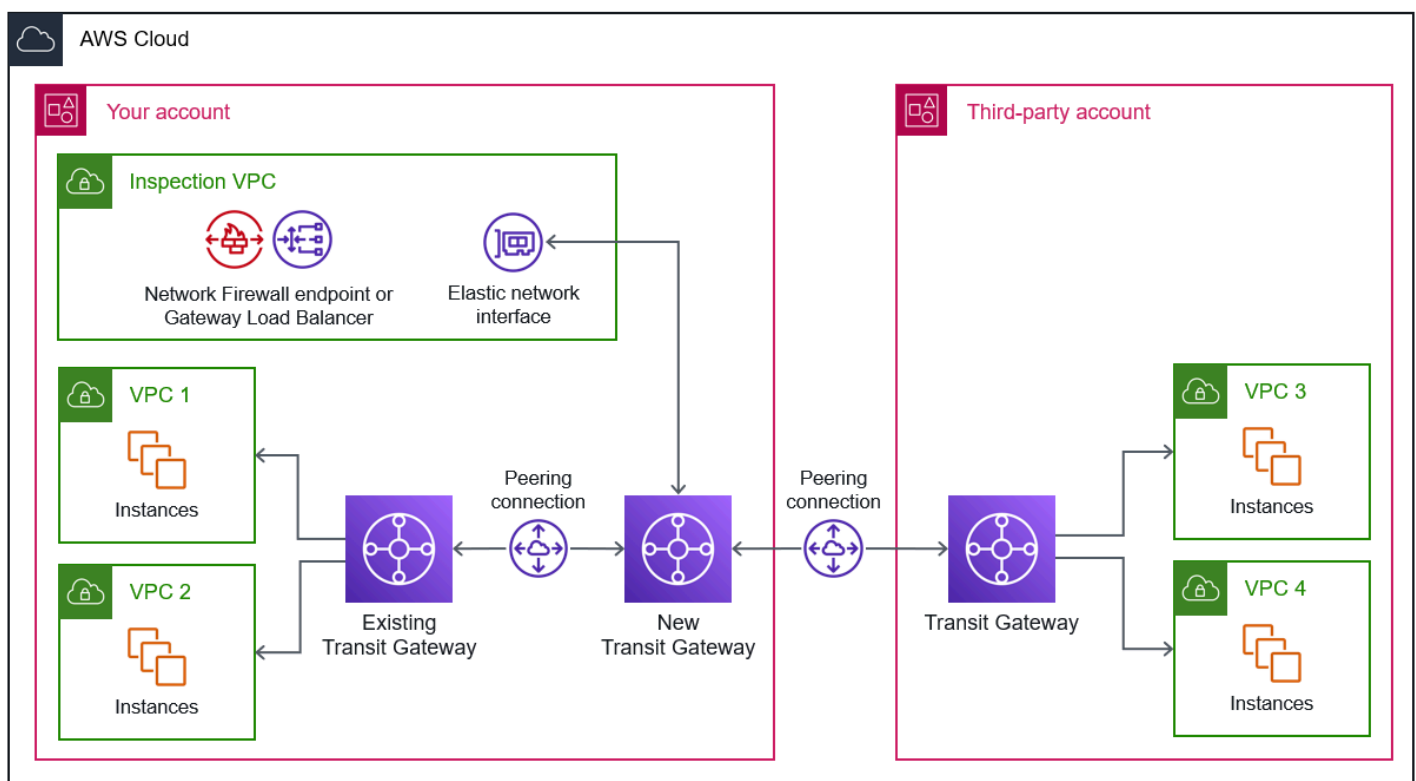 AWS Cloud
Your account
Third-party account
Inspection VPC
Network Firewall endpoint or
Gateway Load Balancer
Elastic network
interface
VPC 1
Instances
VPC 2
Instances
Existing
Transit Gateway
Peering
connection
New
Transit Gateway
Peering
connection
Transit Gateway
VPC 3
Instances
VPC 4
Instances